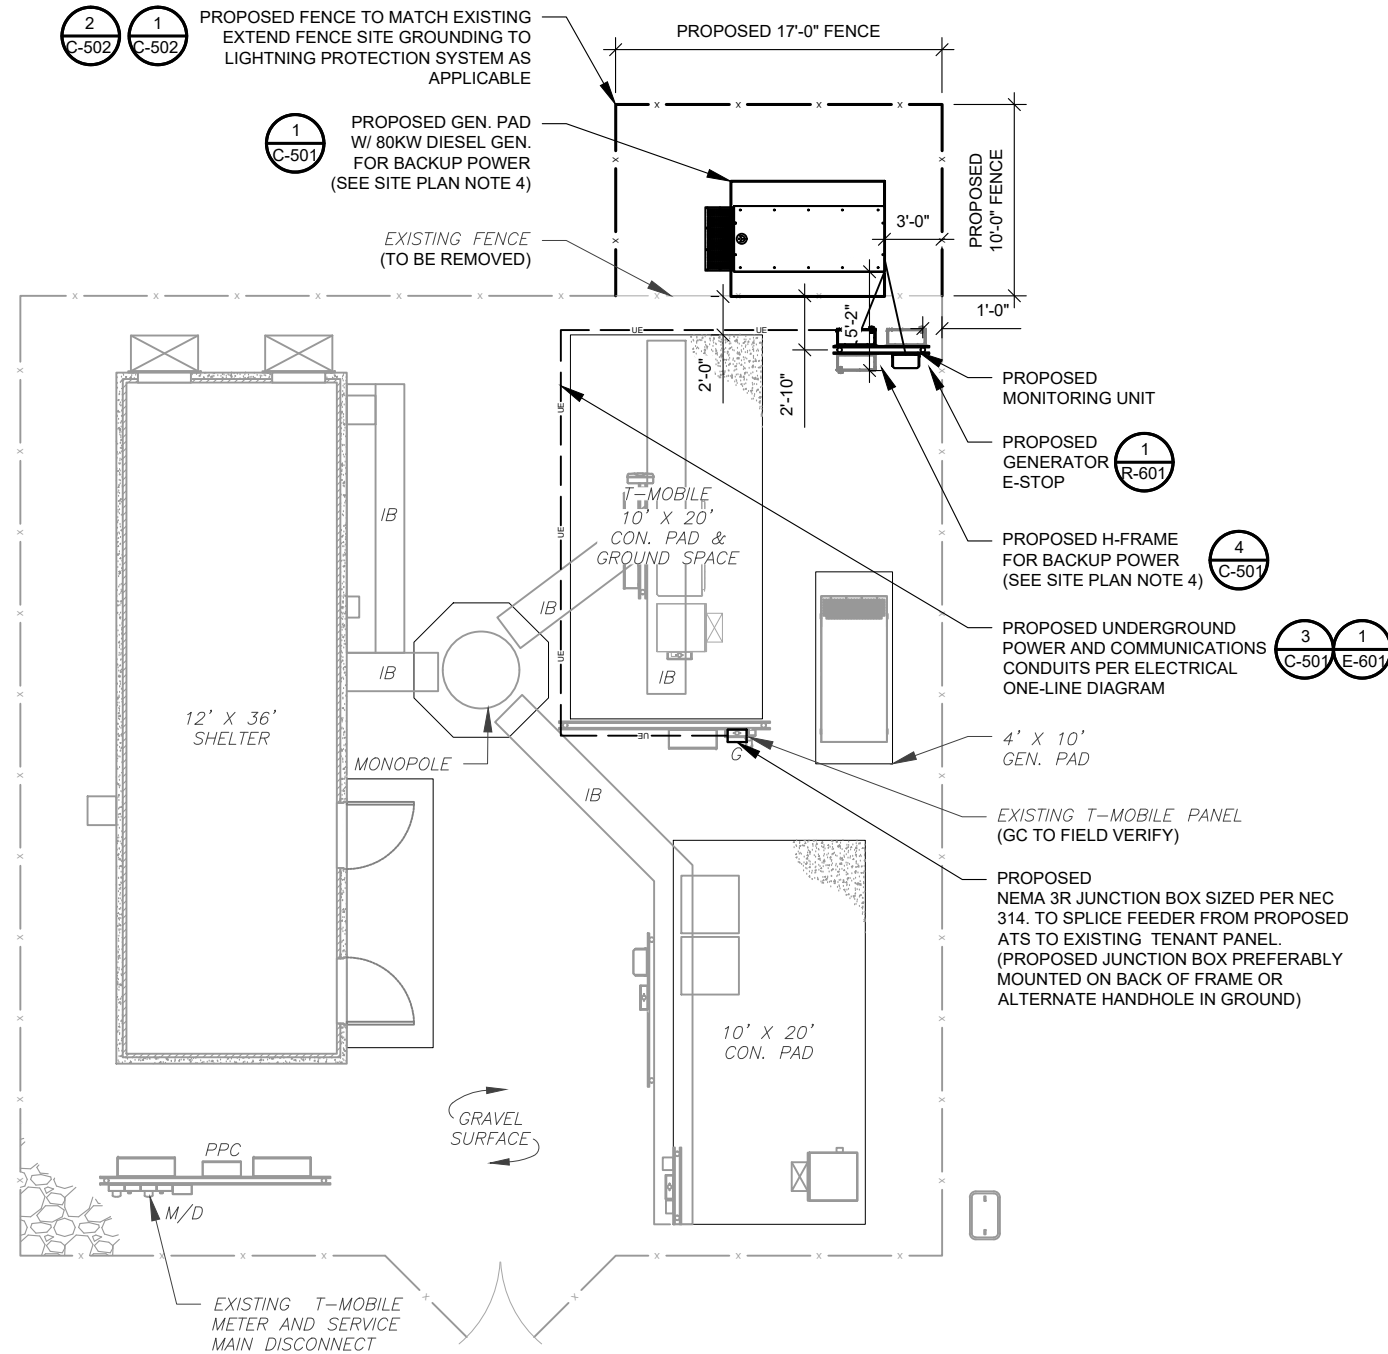 2
C-502
1
C-502
PROPOSED FENCE TO MATCH EXISTING
EXTEND FENCE SITE GROUNDING TO
LIGHTNING PROTECTION SYSTEM AS
APPLICABLE
PROPOSED 17'-0" FENCE
1
C-501
PROPOSED GEN. PAD
W/ 80KW DIESEL GEN.
FOR BACKUP POWER
(SEE SITE PLAN NOTE 4)
PROPOSED
10'-0" FENCE
3'-0"
EXISTING FENCE
(TO BE REMOVED)
1'-0"
5'-2"
2'-0"
2'-10"
UE
UE
UE
UE
UE
UE
PROPOSED
MONITORING UNIT
PROPOSED
GENERATOR
E-STOP
1
R-601
PROPOSED H-FRAME
FOR BACKUP POWER
(SEE SITE PLAN NOTE 4)
4
C-501
PROPOSED UNDERGROUND
POWER AND COMMUNICATIONS
CONDUITS PER ELECTRICAL
ONE-LINE DIAGRAM
3
C-501
1
E-601
T-MOBILE
10' X 20'
CON. PAD &
GROUND SPACE
IB
IB
IB
IB
IB
12' X 36'
SHELTER
MONOPOLE
G
4' X 10'
GEN. PAD
EXISTING T-MOBILE PANEL
(GC TO FIELD VERIFY)
PROPOSED
NEMA 3R JUNCTION BOX SIZED PER NEC
314. TO SPLICE FEEDER FROM PROPOSED
ATS TO EXISTING TENANT PANEL.
(PROPOSED JUNCTION BOX PREFERABLY
MOUNTED ON BACK OF FRAME OR
ALTERNATE HANDHOLE IN GROUND)
10' X 20'
CON. PAD
GRAVEL
SURFACE
PPC
M/D
EXISTING T-MOBILE
METER AND SERVICE
MAIN DISCONNECT